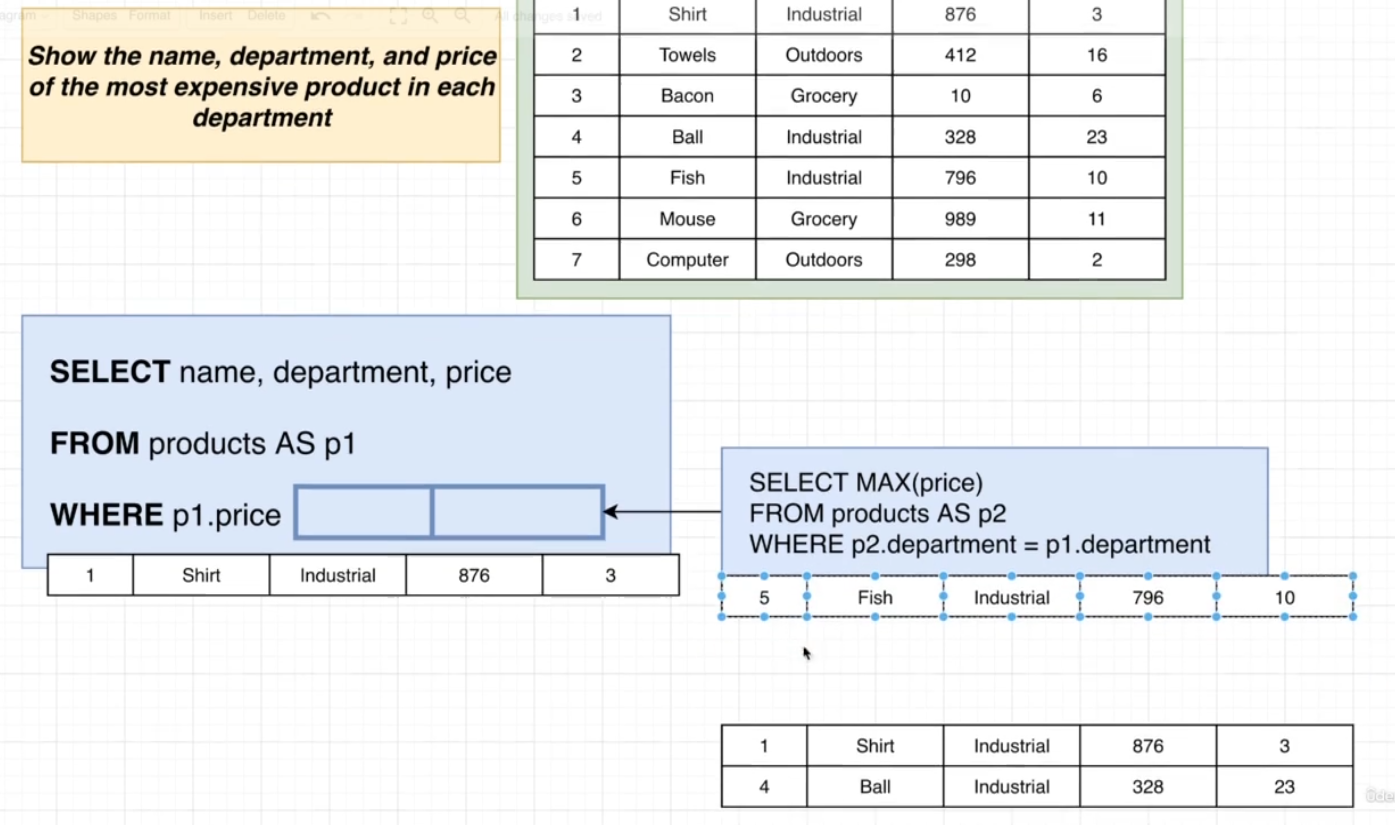 Shapes Format Insert Delete All changes saved
Show the name, department, and price
of the most expensive product in each
department
1 Shirt Industrial 876 3
2 Towels Outdoors 412 16
3 Bacon Grocery 10 6
4 Ball Industrial 328 23
5 Fish Industrial 796 10
6 Mouse Grocery 989 11
7 Computer Outdoors 298 2
SELECT name, department, price
FROM products AS p1
WHERE p1.price
1 Shirt Industrial 876 3
SELECT MAX(price)
FROM products AS p2
WHERE p2.department = p1.department
5 Fish Industrial 796 10
1 Shirt Industrial 876 3
4 Ball Industrial 328 23